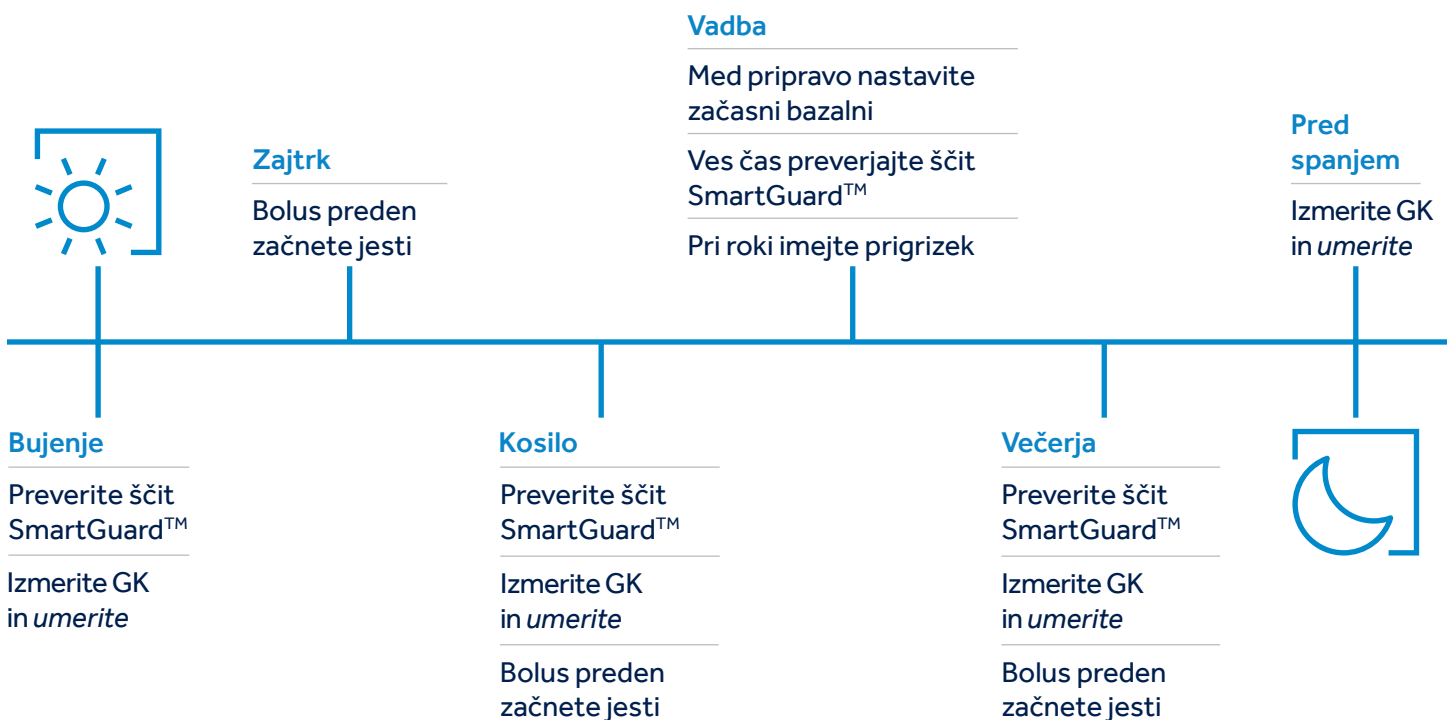 Bujenje
Preverite ščit
SmartGuard™
Izmerite GK
in umerite
Zajtrk
Bolus preden
začnete jesti
Kosilo
Preverite ščit
SmartGuard™
Izmerite GK
in umerite
Bolus preden
začnete jesti
Vadba
Med pripravo nastavite
začasni bazalni
Ves čas preverjajte ščit
SmartGuard™
Pri roki imejte prigrizek
Večerja
Preverite ščit
SmartGuard™
Izmerite GK
in umerite
Bolus preden
začnete jesti
Pred
spanjem
Izmerite GK
in umerite